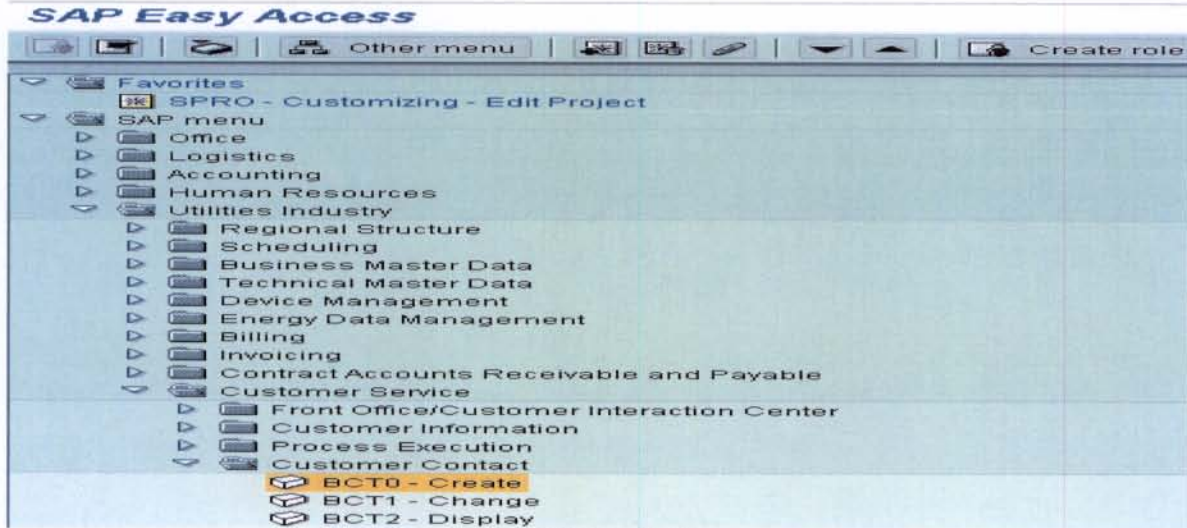 SAP Easy Access
Other menu Create role
Favorites
SPRO - Customizing - Edit Project
SAP menu
Office
Logistics
Accounting
Human Resources
Utilities Industry
Regional Structure
Scheduling
Business Master Data
Technical Master Data
Device Management
Energy Data Management
Billing
Invoicing
Contract Accounts Receivable and Payable
Customer Service
Front Office/Customer Interaction Center
Customer Information
Process Execution
Customer Contact
BCT0 - Create
BCT1 - Change
BCT2 - Display